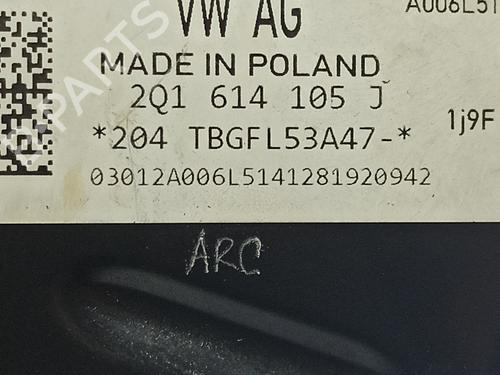 VW AG
A006L51
MADE IN POLAND
2Q1 614 105 J
1j9F
*204 TBGFL53A47-*
03012A006L5141281920942
ARC